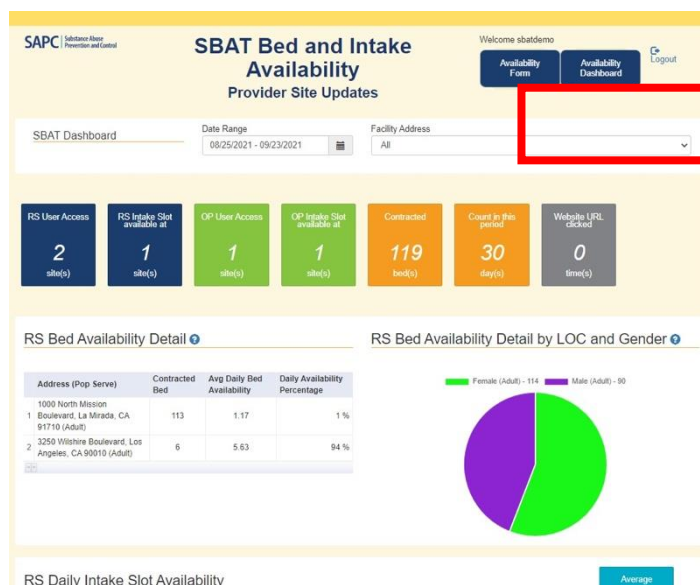 SAPC Substance Abuse
Prevention and Control
SBAT Bed and Intake
Availability
Provider Site Updates
Welcome sbatdemo
Availability
Form
Availability
Dashboard
Logout
SBAT Dashboard
Date Range
08/25/2021 - 09/23/2021
Facility Address
All
RS User Access
2
site(s)
RS Intake Slot
available at
1
site(s)
OP User Access
1
site(s)
OP Intake Slot
available at
1
site(s)
Contracted
119
bed(s)
Count in this
period
30
day(s)
Website URL
clicked
0
time(s)
RS Bed Availability Detail
Address (Pop Serve) Contracted Bed Avg Daily Bed Availability Daily Availability Percentage
1 1000 North Mission
Boulevard, La Mirada, CA
91710 (Adult) 113 1.17 1 %
2 3250 Wilshire Boulevard, Los
Angeles, CA 90010 (Adult) 6 5.63 94 %
RS Bed Availability Detail by LOC and Gender
Female (Adult) - 114 Male (Adult) - 90
RS Daily Intake Slot Availability
Average